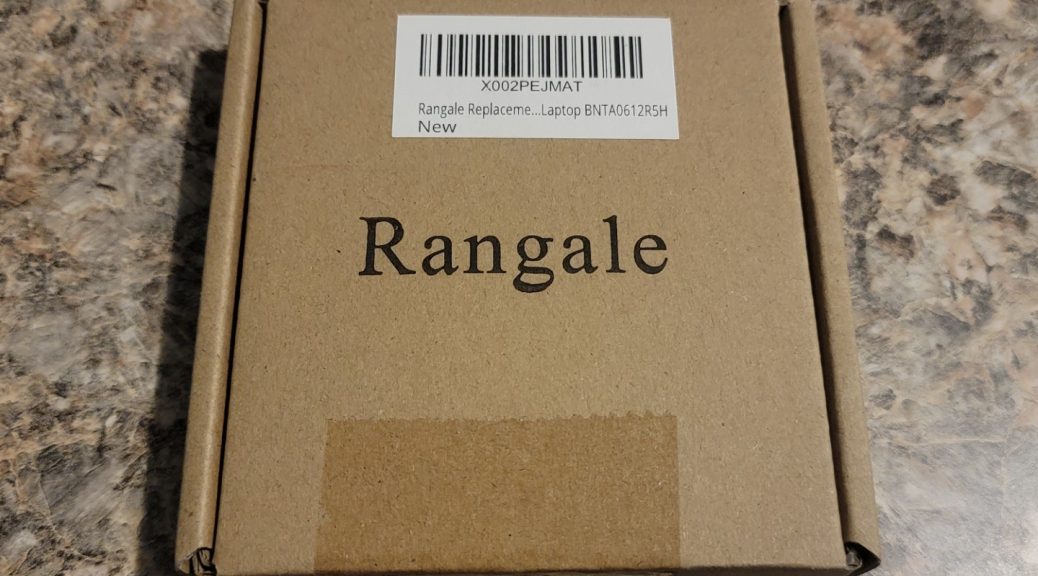 X002PEJMAT
Rangale Replaceme...Laptop BNTA0612R5H
New
Rangale